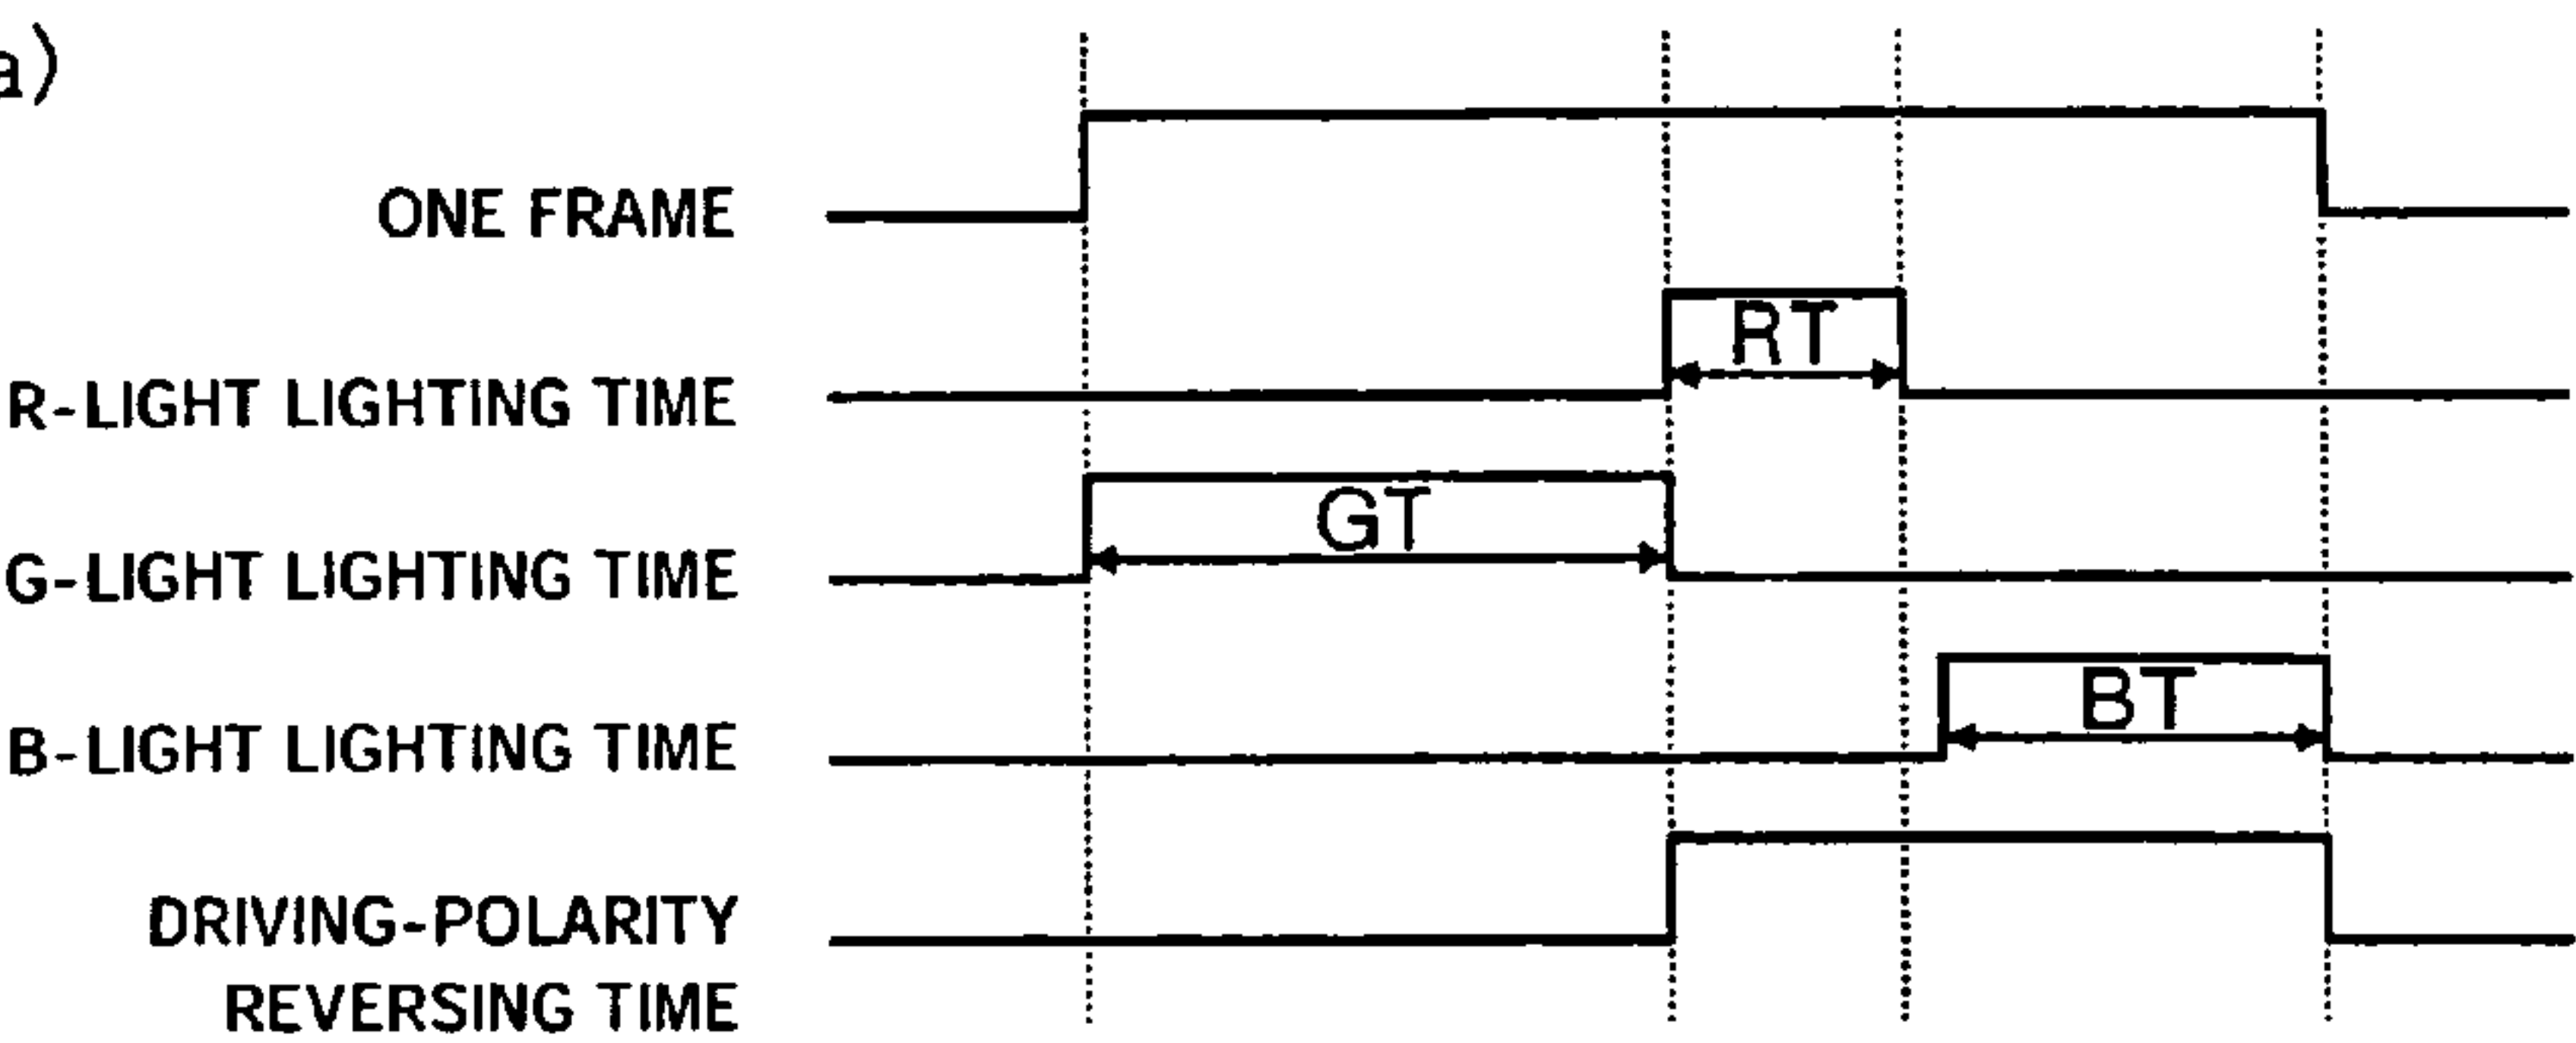 a)
ONE FRAME
RT
R-LIGHT LIGHTING TIME
GT
G-LIGHT LIGHTING TIME
BT
B-LIGHT LIGHTING TIME
DRIVING-POLARITY
REVERSING TIME